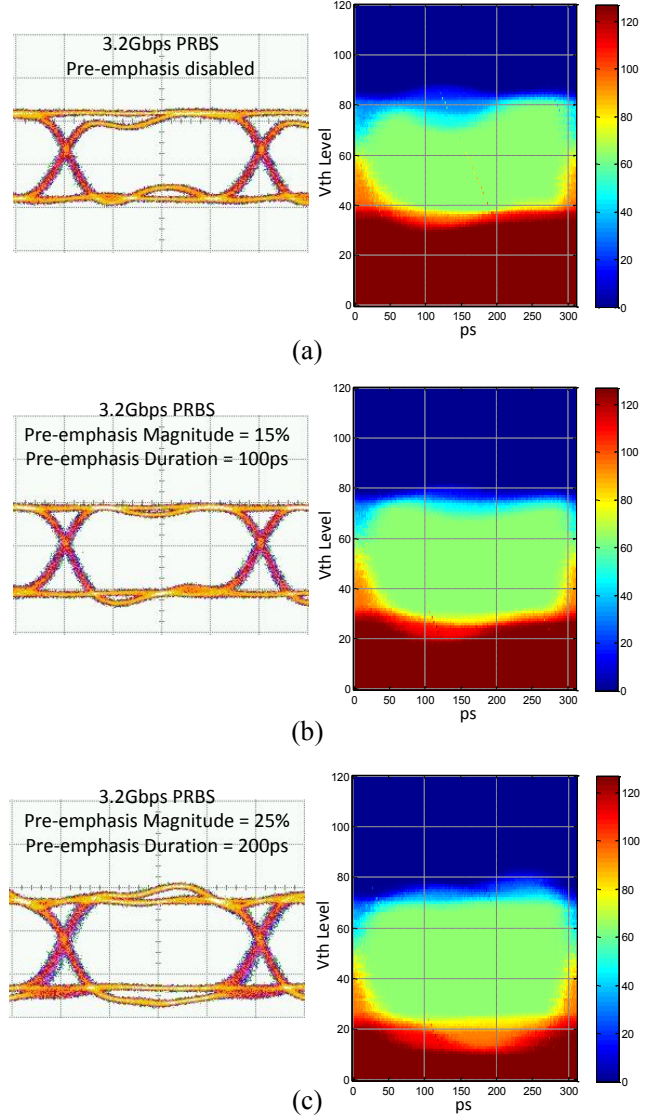 3.2Gbps PRBS
Pre-emphasis disabled
120
100
80
60
40
20
0
Vth Level
0 50 100 150 200 250 300
ps
120
100
80
60
40
20
0
(a)
3.2Gbps PRBS
Pre-emphasis Magnitude = 15%
Pre-emphasis Duration = 100ps
120
100
80
60
40
20
0
Vth Level
0 50 100 150 200 250 300
ps
120
100
80
60
40
20
0
(b)
3.2Gbps PRBS
Pre-emphasis Magnitude = 25%
Pre-emphasis Duration = 200ps
120
100
80
60
40
20
0
Vth Level
0 50 100 150 200 250 300
ps
120
100
80
60
40
20
0
(c)